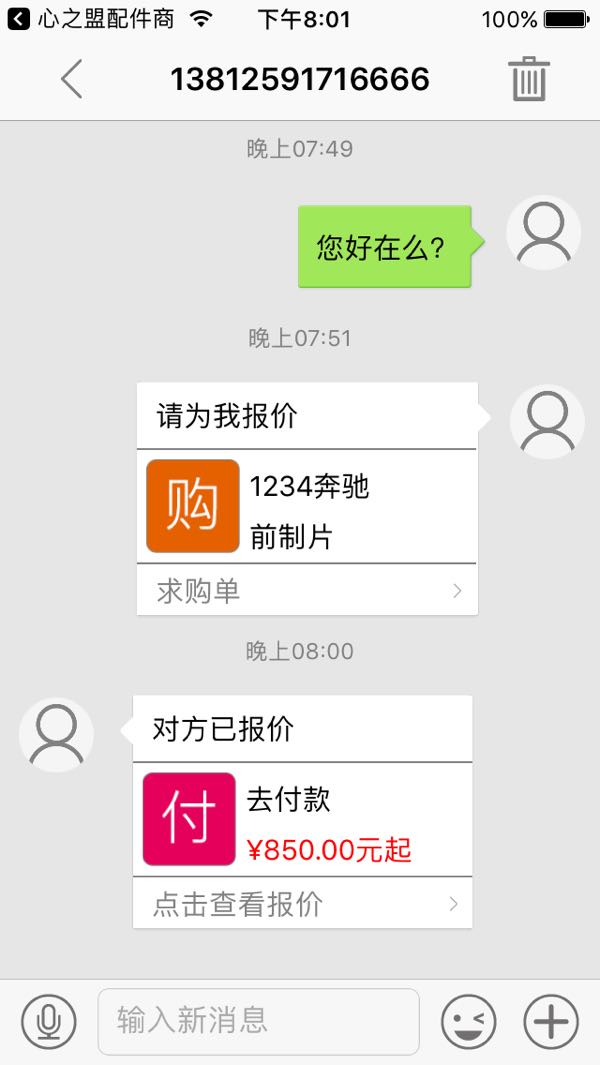 心之盟配件商 下午8:01 100%
13812591716666
晚上07:49
您好在么?
晚上07:51
请为我报价
购
1234奔驰
前制片
求购单
晚上08:00
对方已报价
付
去付款
¥850.00元起
点击查看报价
输入新消息